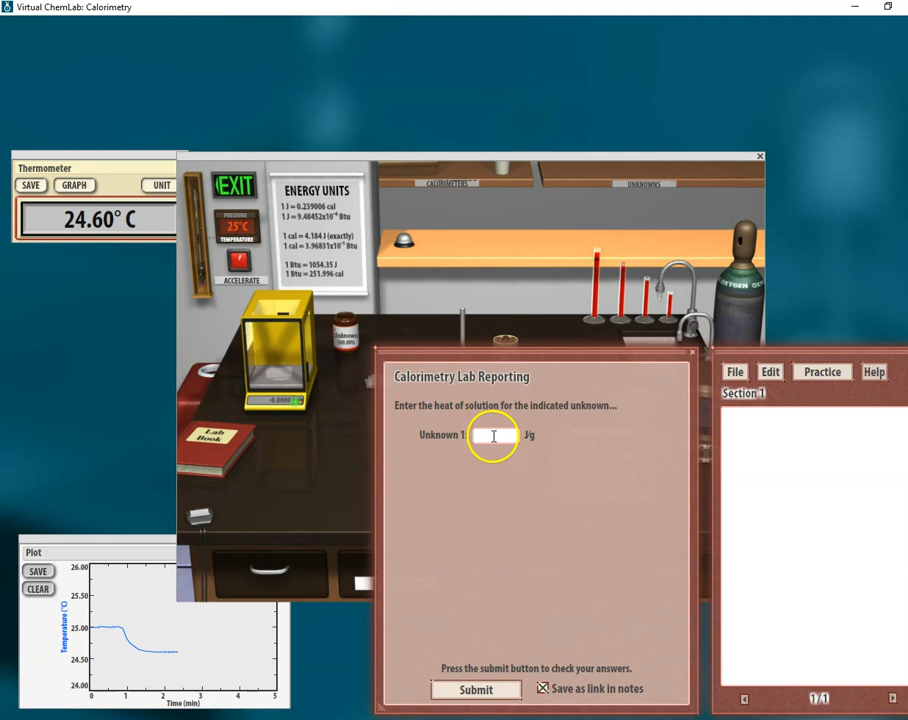 Virtual ChemLab: Calorimetry
Thermometer
SAVE GRAPH UNIT
24.60° C
EXIT
PRESSURE
25°C
TEMPERATURE
ACCELERATE
ENERGY UNITS
1 J = 0.239006 cal
1 J = 9.48452x10⁻⁴ Btu
1 cal = 4.184 J (exactly)
1 cal = 3.96831x10⁻³ Btu
1 Btu = 1054.35 J
1 Btu = 251.996 cal
CALORIMETERS
UNKNOWNS
OXYGEN
Unknown
100.00%
-0.0000
Lab
Book
Calorimetry Lab Reporting
Enter the heat of solution for the indicated unknown...
Unknown 1: J/g
Press the submit button to check your answers.
Submit
Save as link in notes
File Edit Practice Help
Section 1
1/1
Plot
SAVE
CLEAR
Temperature (°C)
26.00
25.50
25.00
24.50
24.00
0 1 2 3 4 5
Time (min)